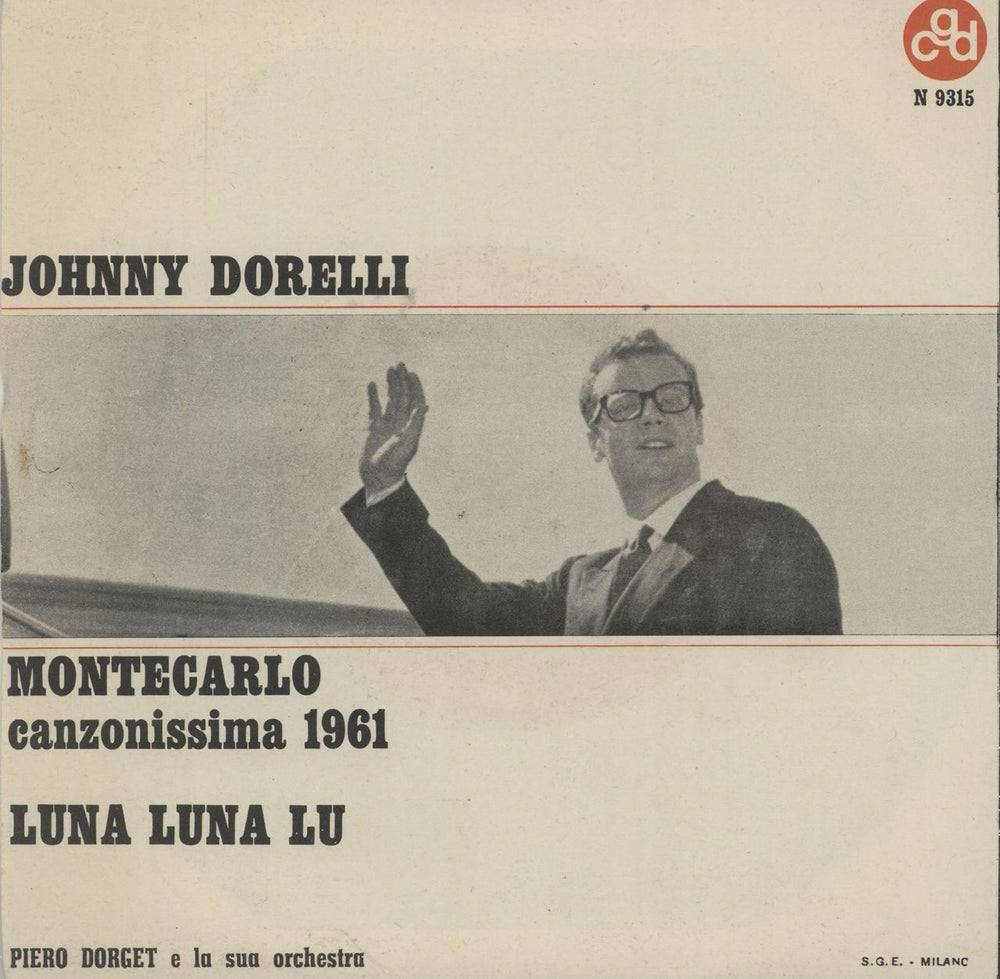 cgd
N 9315
JOHNNY DORELLI
MONTECARLO
canzonissima 1961
LUNA LUNA LU
PIERO DORGET e la sua orchestra
S.G.E. - MILANO